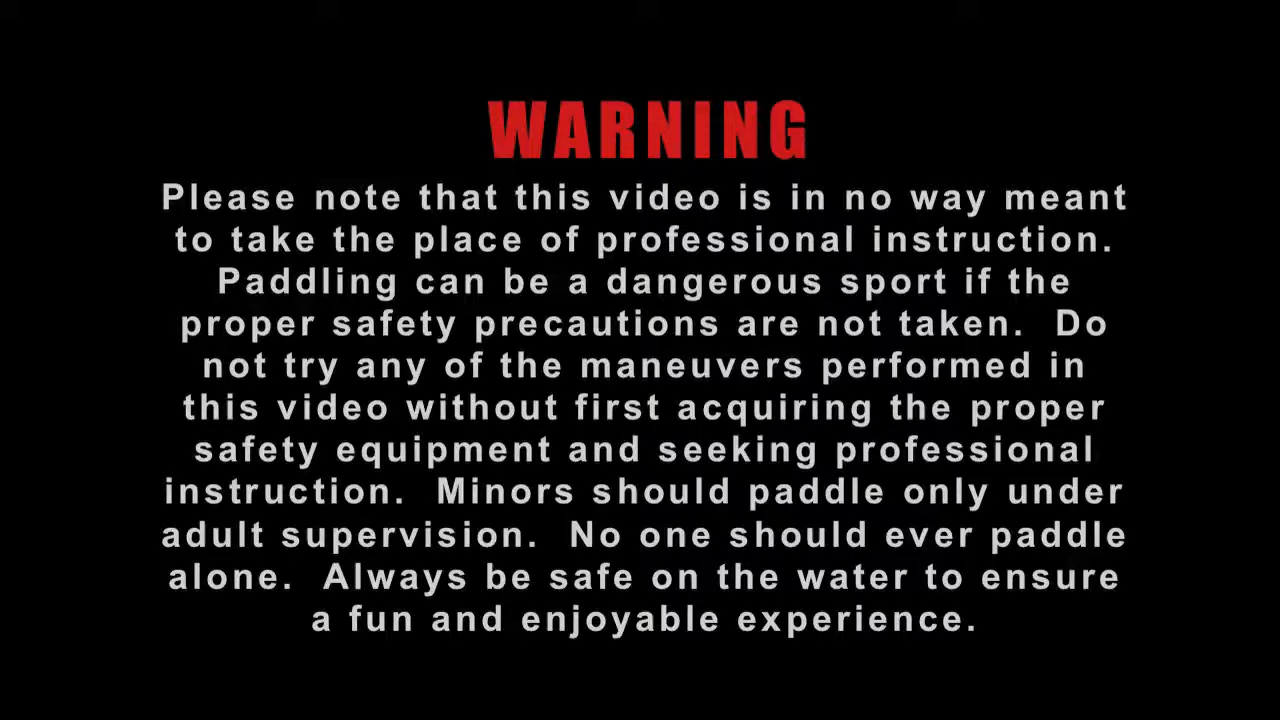 WARNING
Please note that this video is in no way meant
to take the place of professional instruction.
Paddling can be a dangerous sport if the
proper safety precautions are not taken.  Do
not try any of the maneuvers performed in
this video without first acquiring the proper
safety equipment and seeking professional
instruction.  Minors should paddle only under
adult supervision.  No one should ever paddle
alone.  Always be safe on the water to ensure
a fun and enjoyable experience.